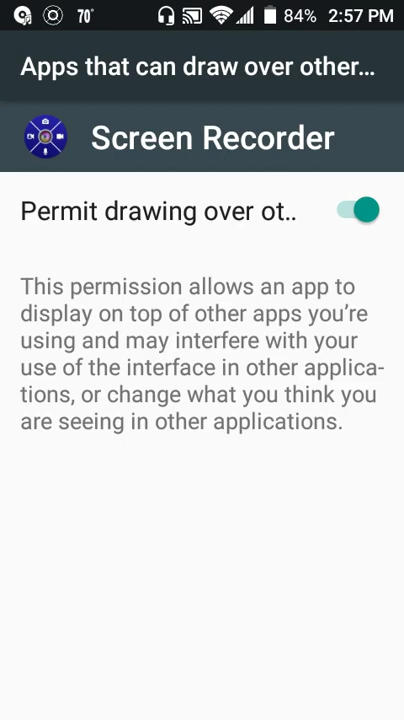 70° 84% 2:57 PM
Apps that can draw over other...
Screen Recorder
Permit drawing over ot..
This permission allows an app to
display on top of other apps you’re
using and may interfere with your
use of the interface in other applica-
tions, or change what you think you
are seeing in other applications.